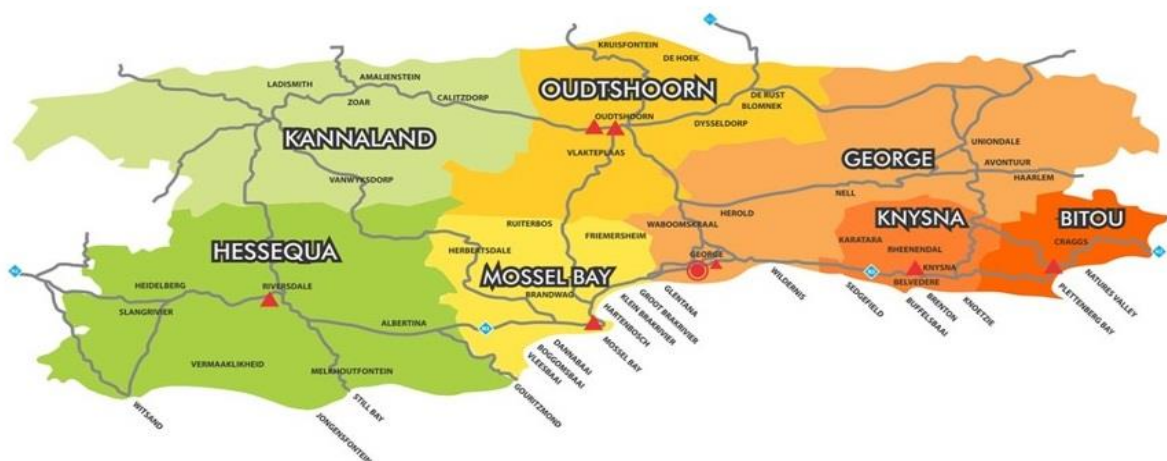 KRUISFONTEIN
DE HOEK
OUDTSHOORN
AMALIENSTEIN
LADISMITH
ZOAR
CALITZDORP
DE RUST
BLOMNEK
OUDTSHOORN
DYSSELDORP
KANNALAND
VLAKTEPLAAS
UNIONDALE
GEORGE
AVONTUUR
HAARLEM
VANWYKSDORP
NELL
HEROLD
RUITERBOS
WABOOMSKRAAL
FRIEMERSHEIM
KNYSNA
BITOU
KARATARA
CRAGGS
RHEENENDAL
HESSEQUA
HERBERTSDALE
GEORGE
MOSSEL BAY
WILDERNIS
KNYSNA
BELVEDERE
HEIDELBERG
RIVERSDALE
BRANDWAG
GLENTANA
GROOT BRAKRIVIER
KLEIN BRAKRIVIER
HARTENBOSCH
MOSSEL BAY
SEDGEFIELD
BUFFELSBAAI
BRENTON
KNOETZIE
PLETTENBERG BAY
NATURES VALLEY
SLANGRIVIER
ALBERTINA
DANNABAAI
BOGGOMSBAAI
VLEESBAAI
GOURITZMOND
VERMAAKLIKHEID
MELKHOUTFONTEIN
WITSAND
STILL BAY
JONGENSFONTEIN